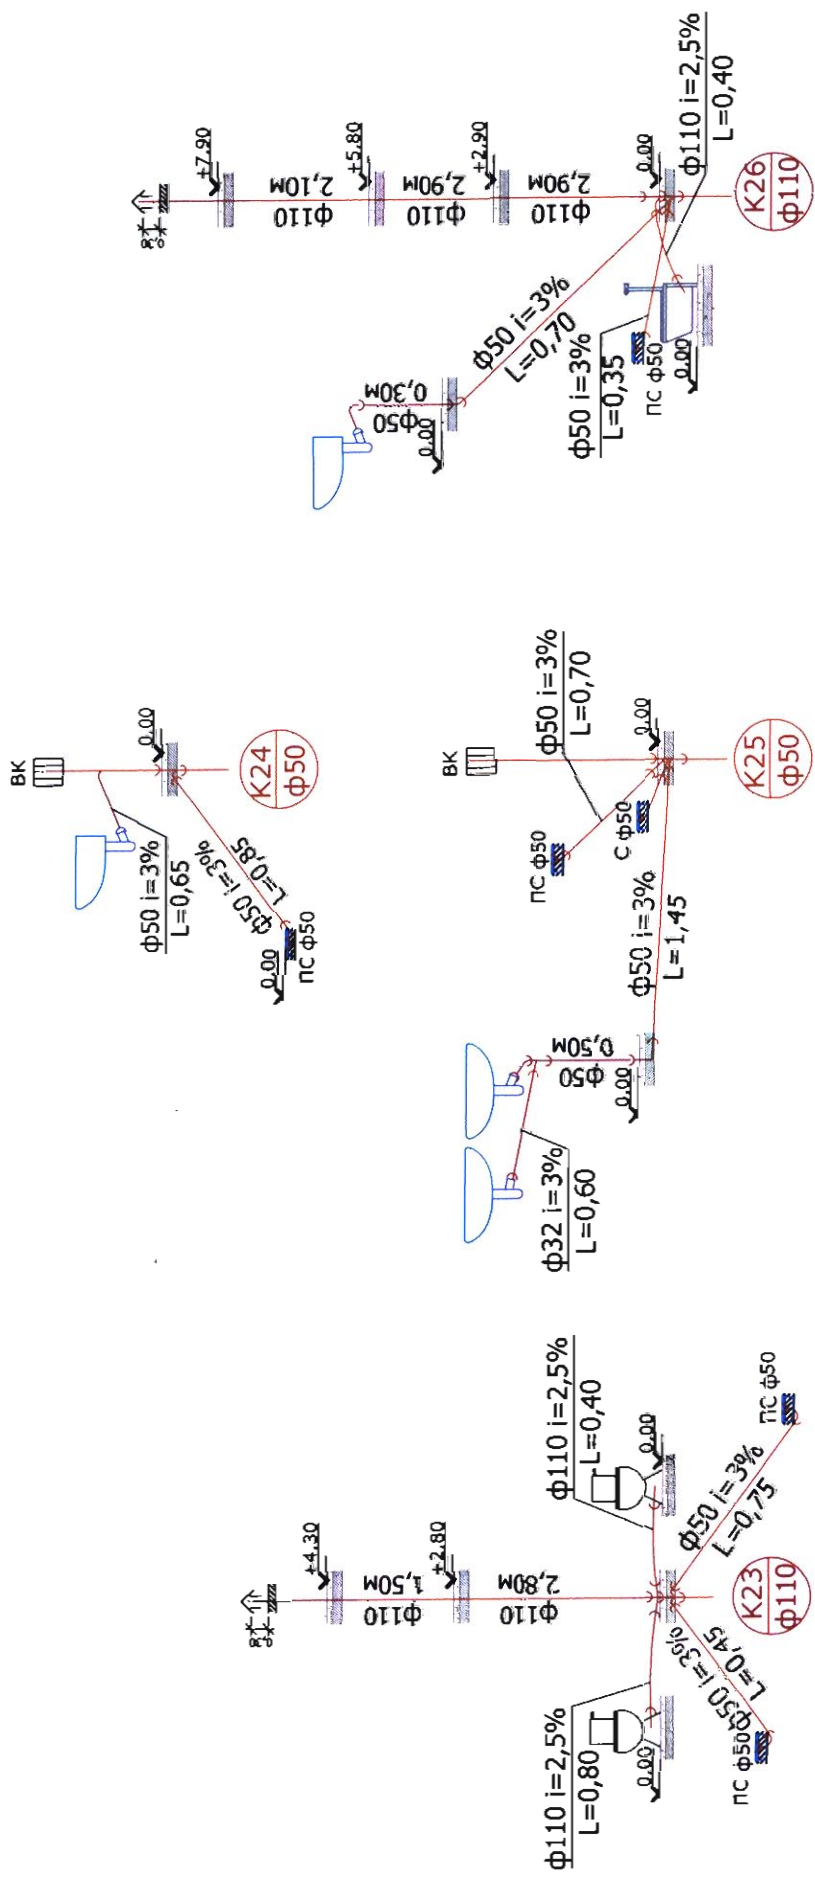 +7.90
ф110
2,10м
+5.80
ф110
2,90м
+2.90
ф110
2,90м
0.00
ф110 i=2,5%
L=0,40
К26
ф110
ф50 i=3%
L=0,70
ф50
0,30м
0.00
ф50 i=3%
L=0,35
ПС ф50
0.00
ВК
0.00
К24
ф50
ф50 i=3%
L=0,65
ф50 i=3%
L=0,85
0.00
ПС ф50
ВК
ф50 i=3%
L=0,70
0.00
К25
ф50
ПС ф50
С ф50
ф50 i=3%
L=1,45
ф50
0,50м
0.00
ф32 i=3%
L=0,60
+4.30
ф110
1,50м
+2.80
ф110
2,80м
ф110 i=2,5%
L=0,40
0.00
ПС ф50
ф50 i=3%
L=0,75
К23
ф110
ф50 i=3%
L=0,45
ПС ф50
0.00
ф110 i=2,5%
L=0,80